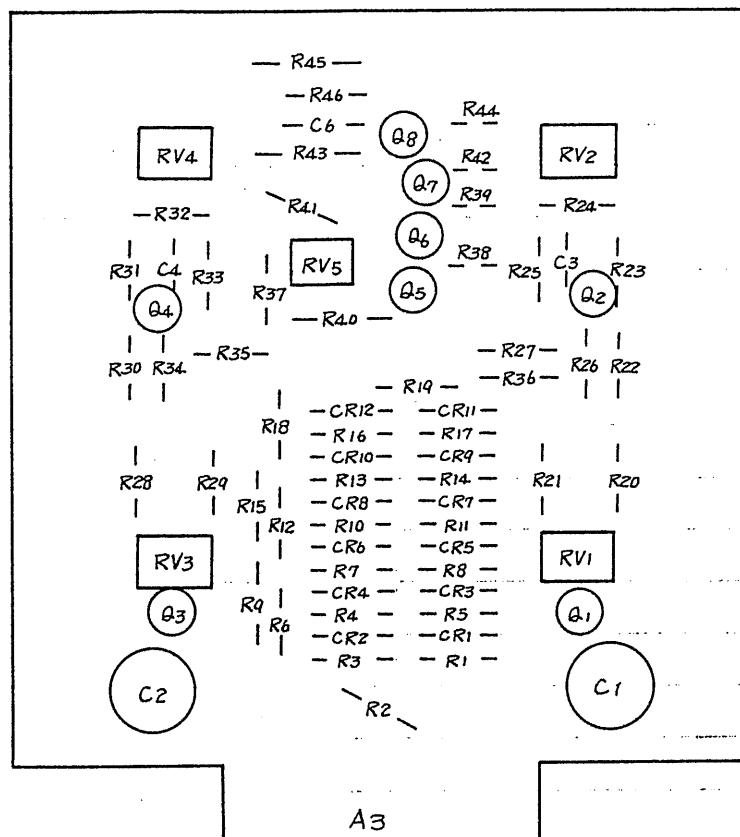 R45
R46
R44
C6
Q8
RV4
R43
RV2
R42
Q7
R41
R39
R32
R24
Q6
R31
C4
R33
RV5
R38
R25
C3
R23
R37
Q5
Q2
Q4
R40
R30
R34
R35
R27
R26
R22
R36
R19
R18
CR12
CR11
R16
R17
CR10
CR9
R28
R29
R15
R13
R14
R21
R20
CR8
CR7
R12
R10
R11
RV3
CR6
CR5
RV1
R7
R8
R9
CR4
CR3
Q3
R6
R4
R5
Q1
CR2
CR1
R3
R1
C2
C1
R2
A3